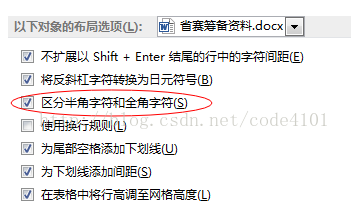 以下对象的布局选项(L): 省赛筹备资料.docx
不扩展以 Shift + Enter 结尾的行中的字符间距(E)
将反斜杠字符转换为日元符号(B)
区分半角字符和全角字符(S)
使用换行规则(L)
http://blog.csdn.net/code4101
为尾部空格添加下划线(U)
为下划线添加间距(S)
在表格中将行高调至网格高度(L)